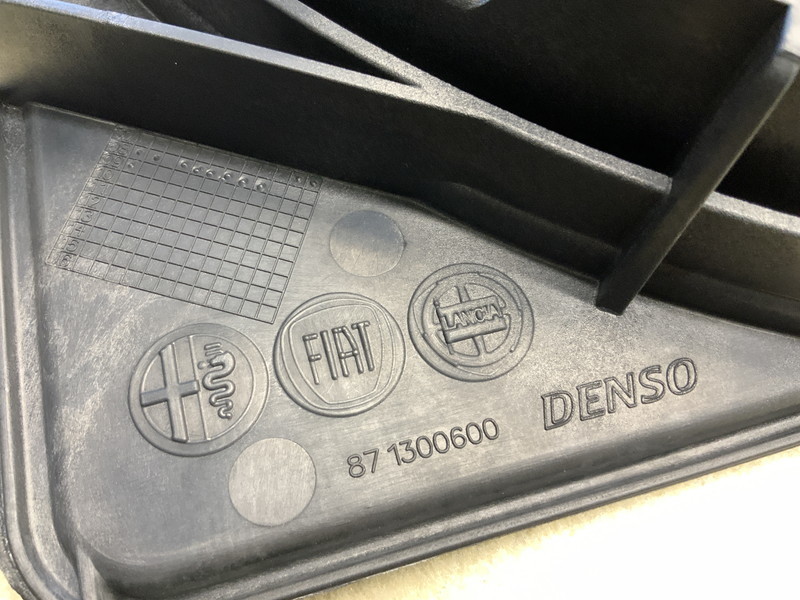 FIAT
LANCIA
DENSO
87 1300600